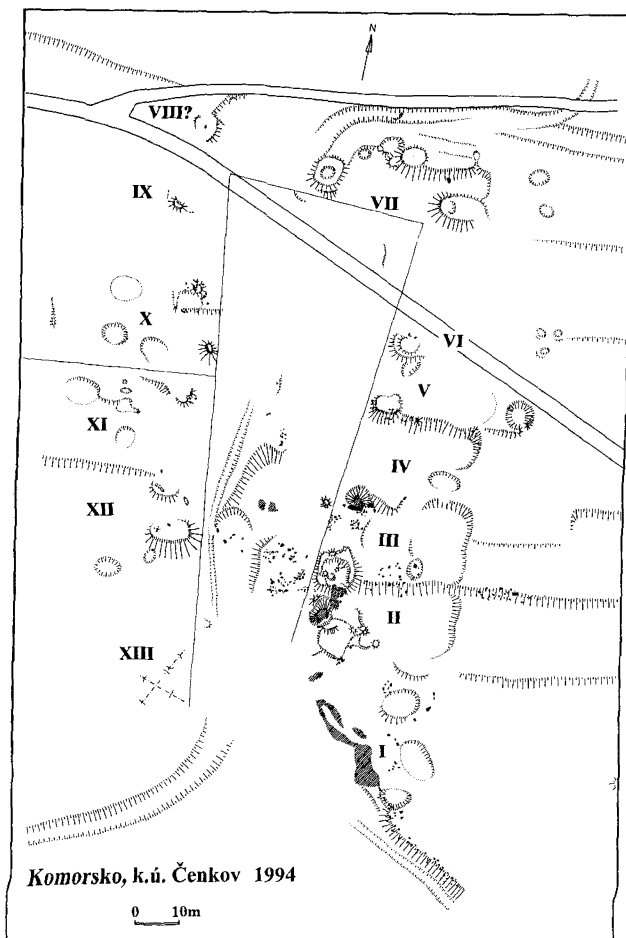 N
VIII?
IX
VII
X
VI
V
XI
IV
XII
III
II
XIII
I
Komorsko, k.ú. Čenkov 1994
0 10m